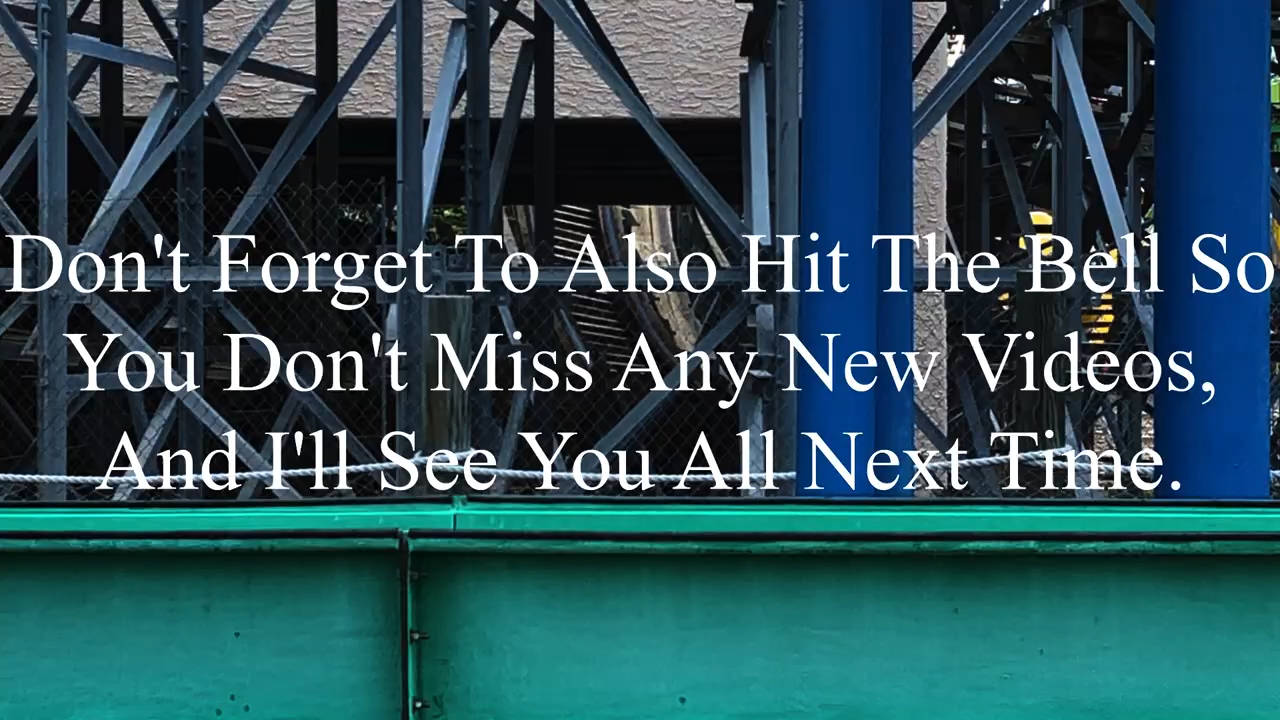 Don't Forget To Also Hit The Bell So
You Don't Miss Any New Videos,
And I'll See You All Next Time.